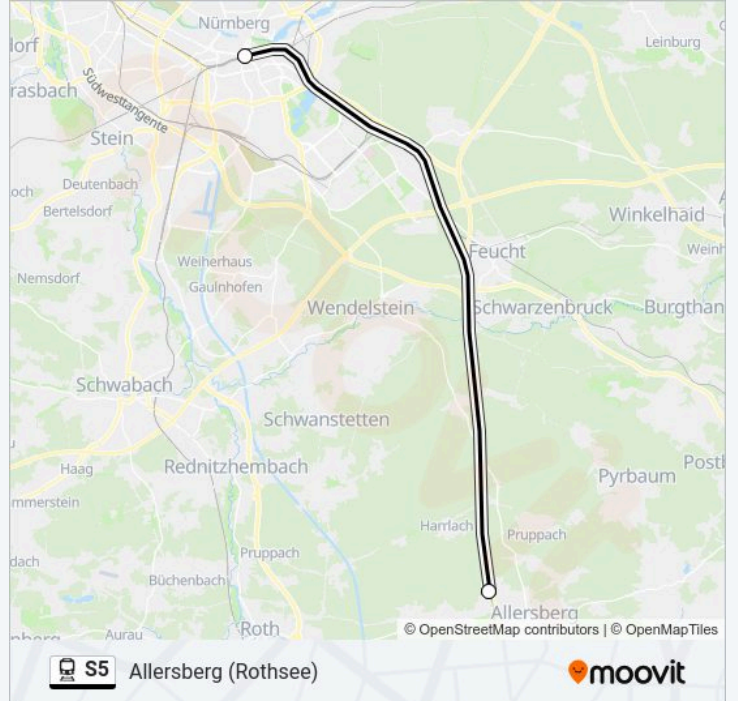 Nürnberg
dorf
Leinburg
rasbach
Südwesttangente
Stein
Deutenbach
och
Bertelsdorf
Winkelhaid
Feucht
Weinh
Weiherhaus
Nemsdorf
Gaulnhofen
Wendelstein
Schwarzenbruck
Burgthan
Schwabach
Schwanstetten
Haag
Rednitzhembach
Postb
Pyrbaum
mmerstein
Harrlach
Pruppach
Pruppach
dach
Büchenbach
Allersberg
Aurau
Roth
nberg
© OpenStreetMap contributors | © OpenMapTiles
S5 Allersberg (Rothsee)
moovit